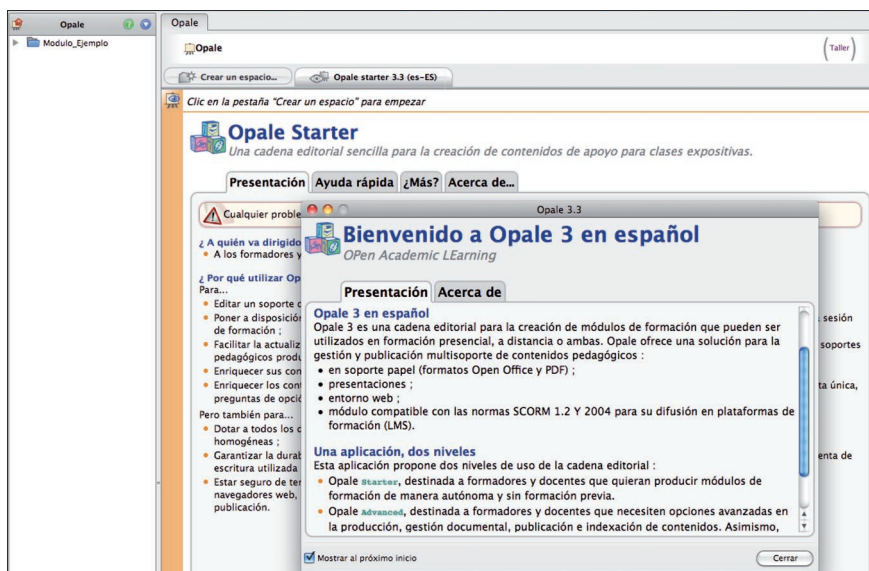 Opale
Modulo_Ejemplo
Opale
Opale
(Taller)
Crear un espacio...
Opale starter 3.3 (es-ES)
Clic en la pestaña "Crear un espacio" para empezar
Opale Starter
Una cadena editorial sencilla para la creación de contenidos de apoyo para clases expositivas.
Presentación Ayuda rápida ¿Más? Acerca de...
Cualquier proble
¿ A quién va dirigido
A los formadores y
¿ Por qué utilizar Op
Para...
Editar un soporte d
Poner a disposición
sesión
de formación ;
Facilitar la actualiz
soportes
pedagógicos produ
Enriquecer sus con
Enriquecer los cont
ta única,
preguntas de opció
Pero también para...
Dotar a todos los d
homogéneas ;
Garantizar la durab
enta de
escritura utilizada
Estar seguro de ter
navegadores web,
publicación.
Opale 3.3
Bienvenido a Opale 3 en español
OPen Academic LEarning
Presentación Acerca de
Opale 3 en español
Opale 3 es una cadena editorial para la creación de módulos de formación que pueden ser
utilizados en formación presencial, a distancia o ambas. Opale ofrece una solución para la
gestión y publicación multisoporte de contenidos pedagógicos :
• en soporte papel (formatos Open Office y PDF) ;
• presentaciones ;
• entorno web ;
• módulo compatible con las normas SCORM 1.2 Y 2004 para su difusión en plataformas de
formación (LMS).
Una aplicación, dos niveles
Esta aplicación propone dos niveles de uso de la cadena editorial :
• Opale Starter, destinada a formadores y docentes que quieran producir módulos de
formación de manera autónoma y sin formación previa.
• Opale Advanced, destinada a formadores y docentes que necesiten opciones avanzadas en
la producción, gestión documental, publicación e indexación de contenidos. Asimismo,
Mostrar al próximo inicio
Cerrar